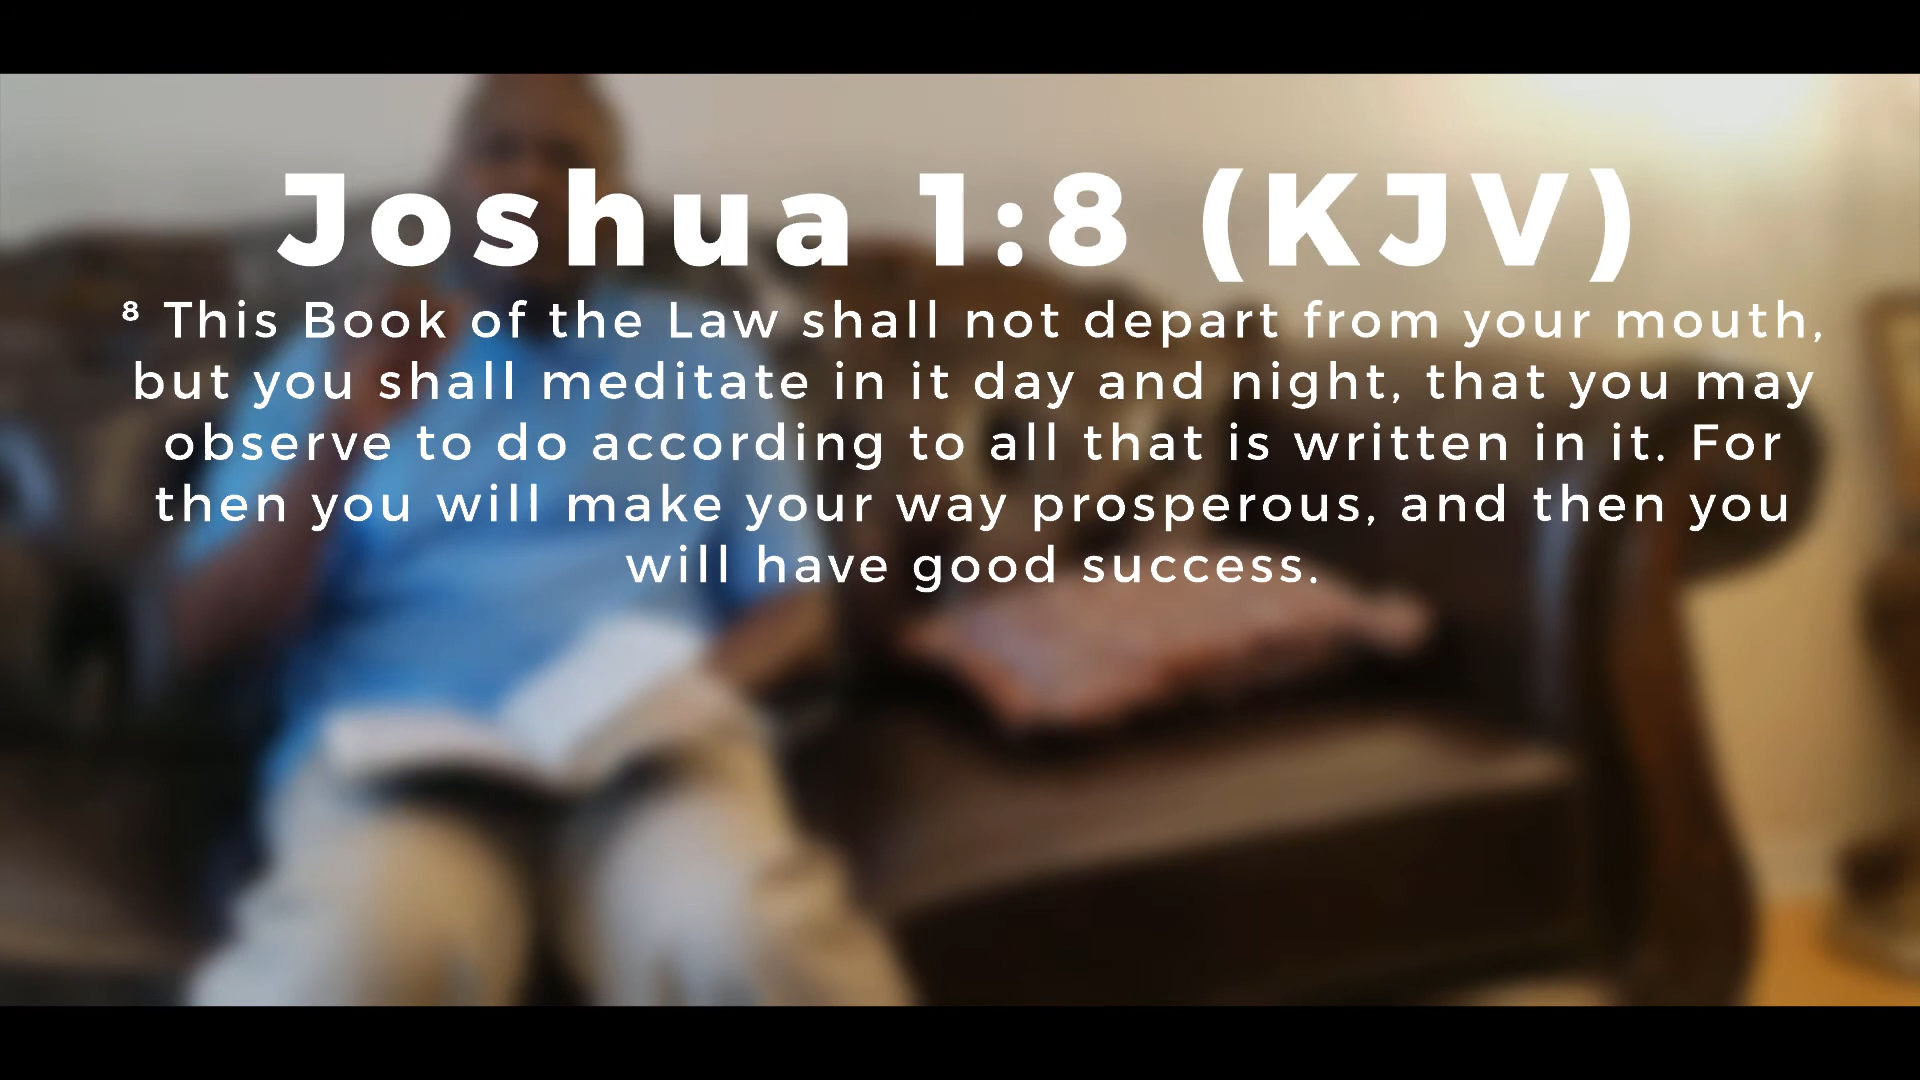 Joshua 1:8 (KJV)
⁸ This Book of the Law shall not depart from your mouth,
but you shall meditate in it day and night, that you may
observe to do according to all that is written in it. For
then you will make your way prosperous, and then you
will have good success.